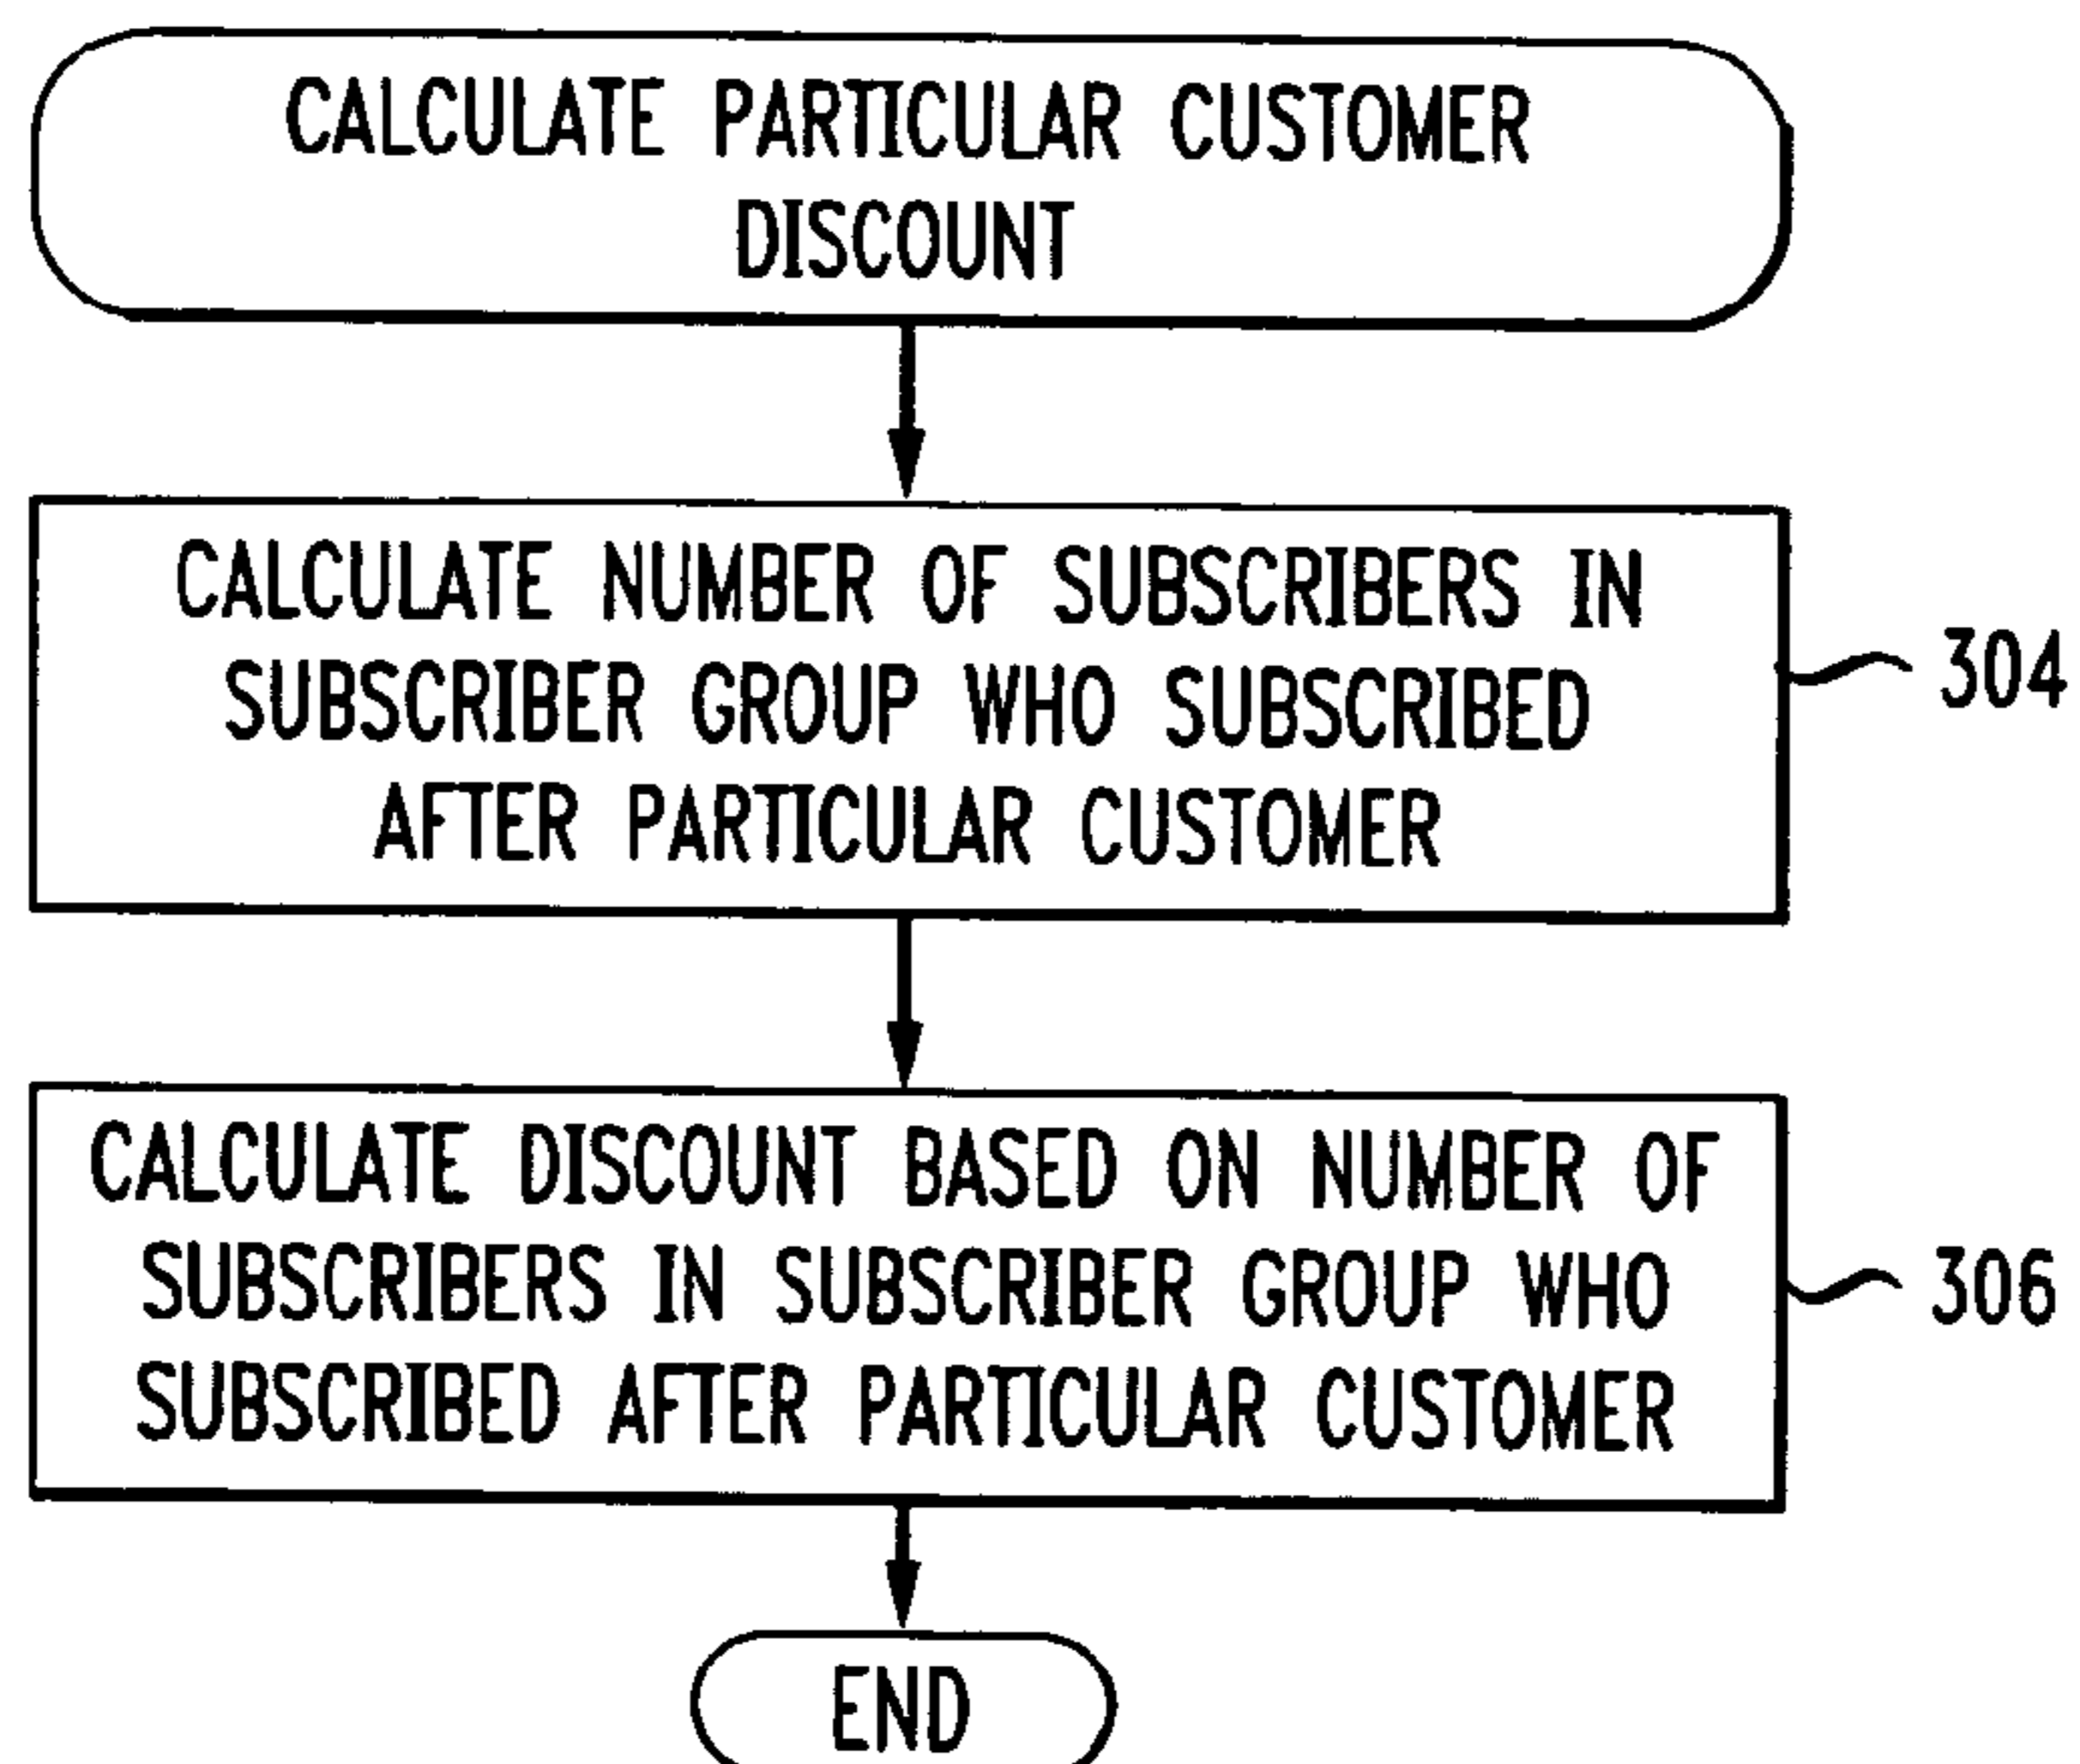 CALCULATE PARTICULAR CUSTOMER
DISCOUNT
CALCULATE NUMBER OF SUBSCRIBERS IN
SUBSCRIBER GROUP WHO SUBSCRIBED
AFTER PARTICULAR CUSTOMER
304
CALCULATE DISCOUNT BASED ON NUMBER OF
SUBSCRIBERS IN SUBSCRIBER GROUP WHO
SUBSCRIBED AFTER PARTICULAR CUSTOMER
306
END